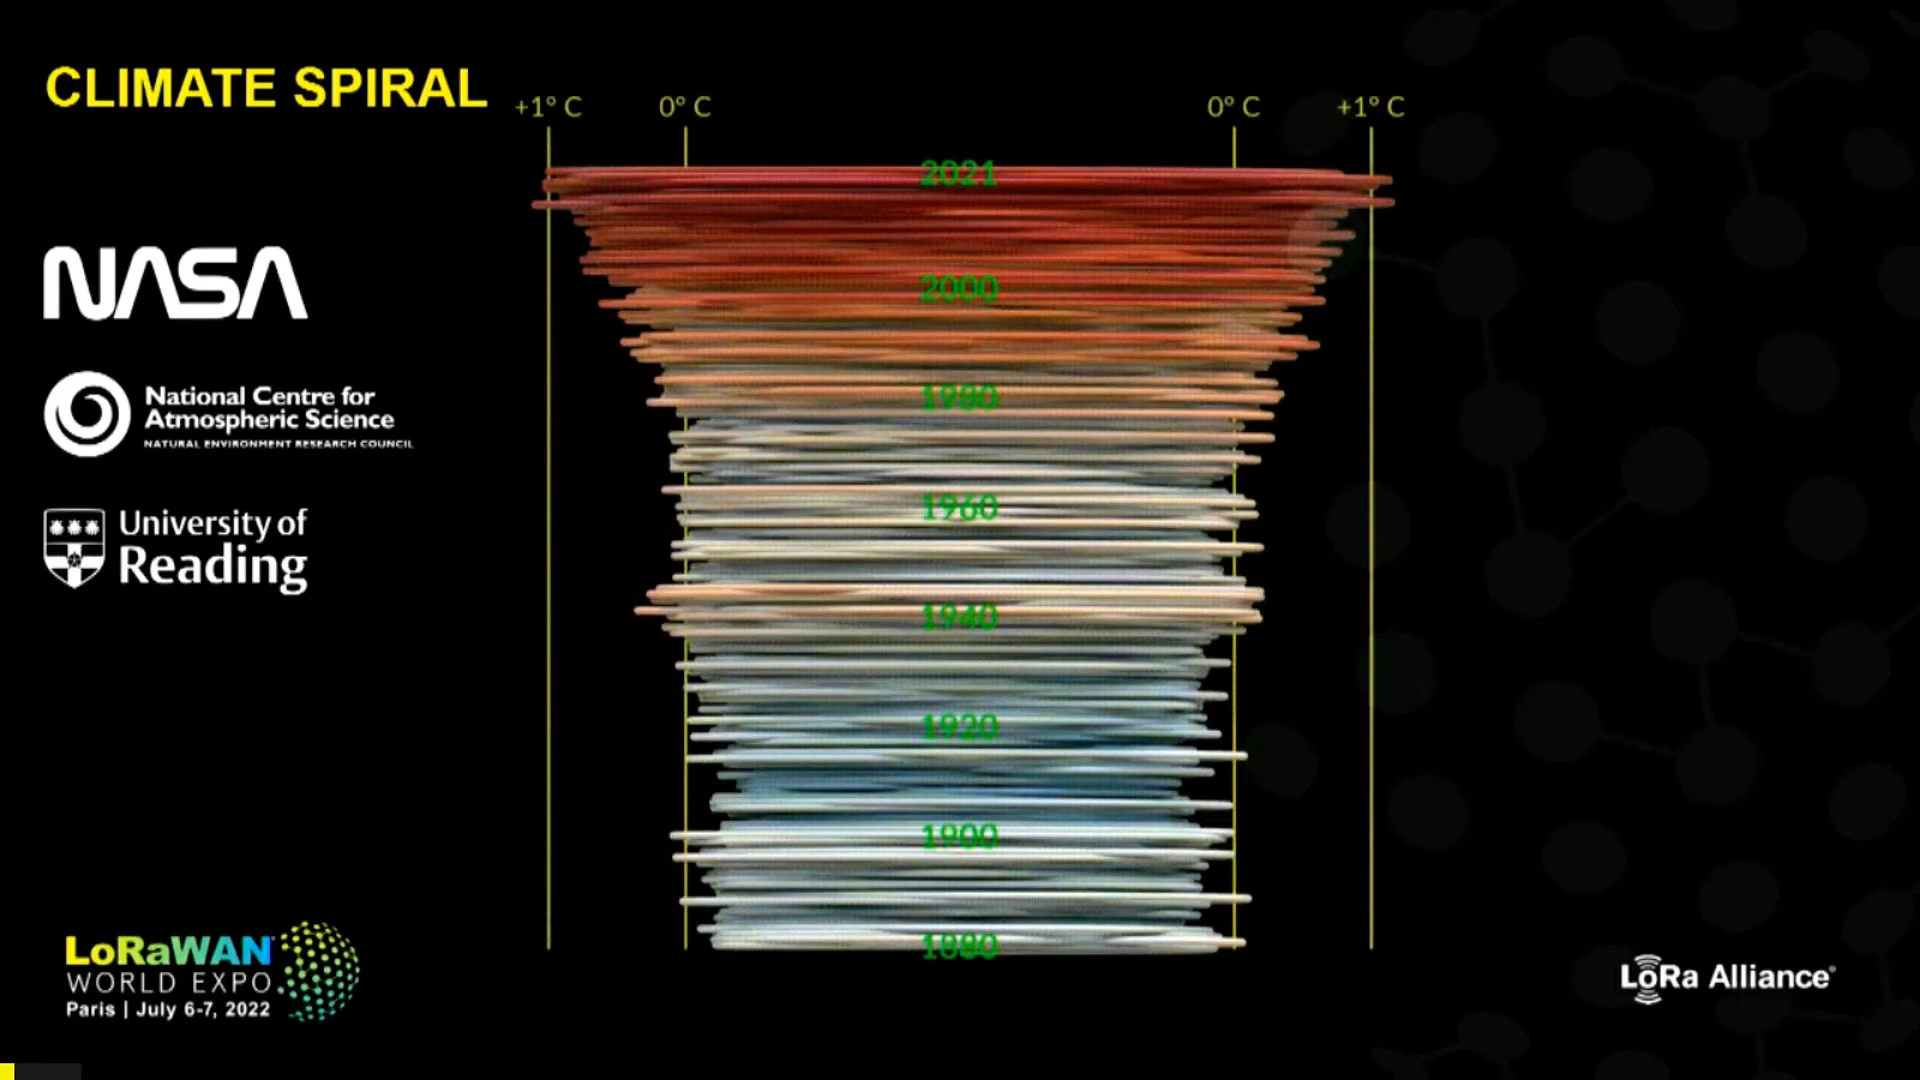 CLIMATE SPIRAL
+1° C 0° C 0° C +1° C
2021
2000
1980
1960
1940
1920
1900
1880
NASA
National Centre for
Atmospheric Science
NATURAL ENVIRONMENT RESEARCH COUNCIL
University of
Reading
LoRaWAN
WORLD EXPO
Paris | July 6-7, 2022
LoRa Alliance®